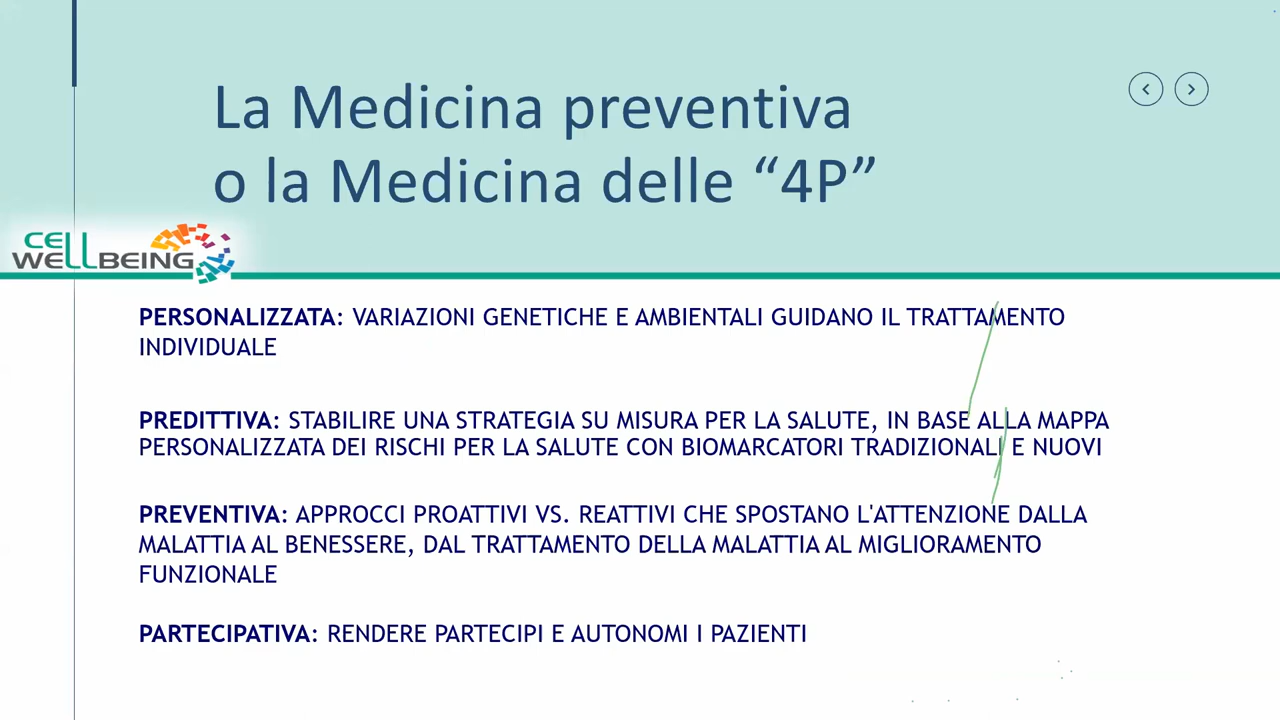 La Medicina preventiva
o la Medicina delle “4P”
CELL
WELLBEING
PERSONALIZZATA: VARIAZIONI GENETICHE E AMBIENTALI GUIDANO IL TRATTAMENTO
INDIVIDUALE
PREDITTIVA: STABILIRE UNA STRATEGIA SU MISURA PER LA SALUTE, IN BASE ALLA MAPPA
PERSONALIZZATA DEI RISCHI PER LA SALUTE CON BIOMARCATORI TRADIZIONALI E NUOVI
PREVENTIVA: APPROCCI PROATTIVI VS. REATTIVI CHE SPOSTANO L'ATTENZIONE DALLA
MALATTIA AL BENESSERE, DAL TRATTAMENTO DELLA MALATTIA AL MIGLIORAMENTO
FUNZIONALE
PARTECIPATIVA: RENDERE PARTECIPI E AUTONOMI I PAZIENTI